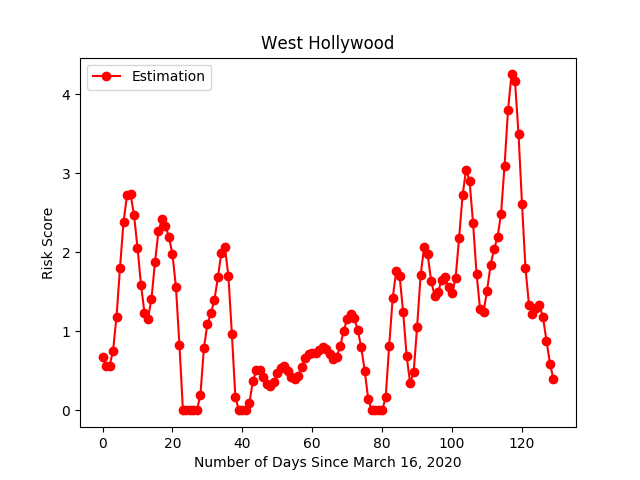 West Hollywood
Estimation
Risk Score
4
3
2
1
0
0 20 40 60 80 100 120
Number of Days Since March 16, 2020